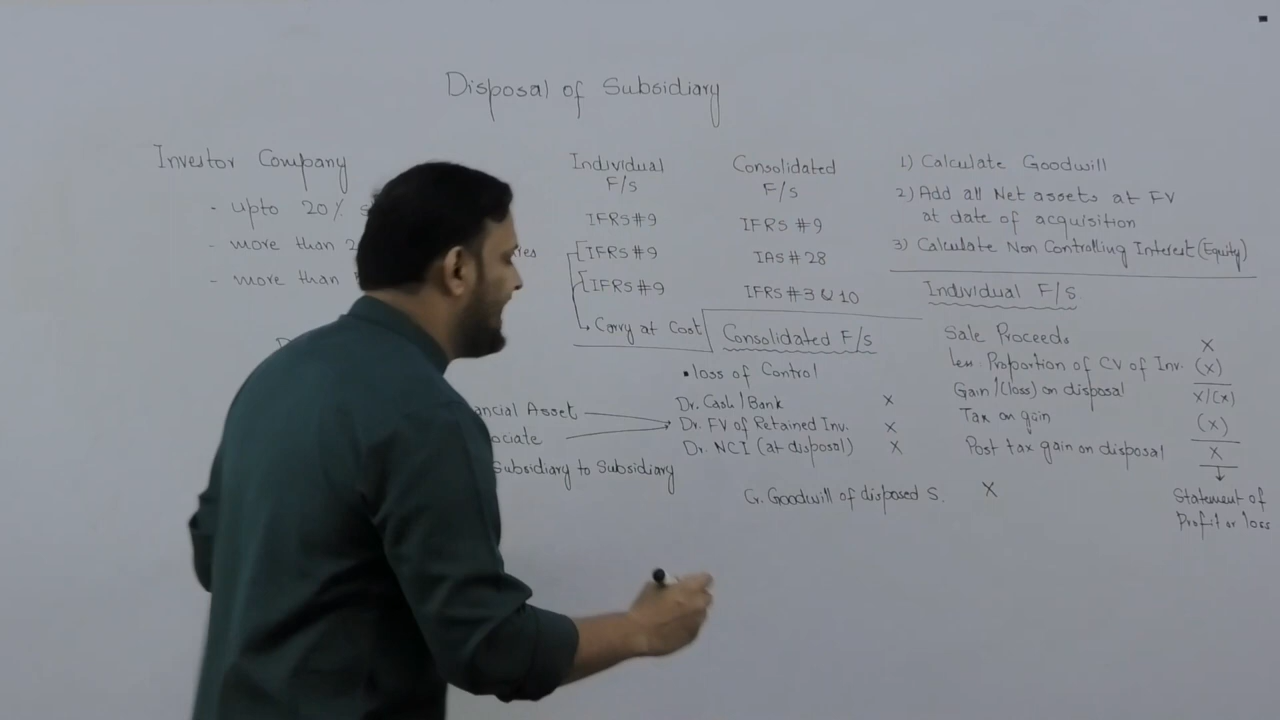 Disposal of Subsidiary
Investor Company
- upto 20%
- more than
- more than
Individual
F/s
IFRS#9
IFRS#9
IFRS#9
Carry at Cost
Consolidated
F/s
IFRS #9
IAS # 28
IFRS #3 & 10
1) Calculate Goodwill
2) Add all Net assets at FV
at date of acquisition
3) Calculate Non Controlling Interest (Equity)
Asset
Subsidiary to Subsidiary
Consolidated F/s
• loss of Control
Dr. Cash/Bank X
Dr. FV of Retained Inv. X
Dr. NCI (at disposal) X
Cr. Goodwill of disposed S. X
Individual F/s
Sale Proceeds X
less Proportion of CV of Inv. (X)
Gain/(loss) on disposal X/(X)
Tax on gain (X)
Post tax gain on disposal X
Statement of
Profit or loss